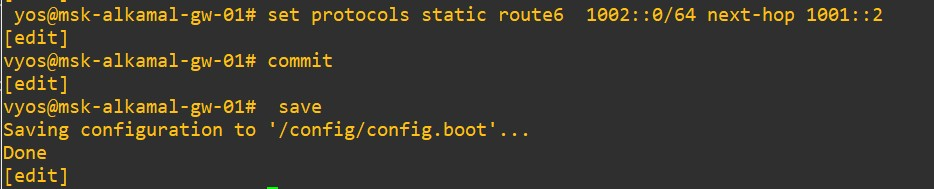 yos@msk-alkamal-gw-01# set protocols static route6  1002::0/64 next-hop 1001::2
[edit]
vyos@msk-alkamal-gw-01# commit
[edit]
vyos@msk-alkamal-gw-01#  save
Saving configuration to '/config/config.boot'...
Done
[edit]